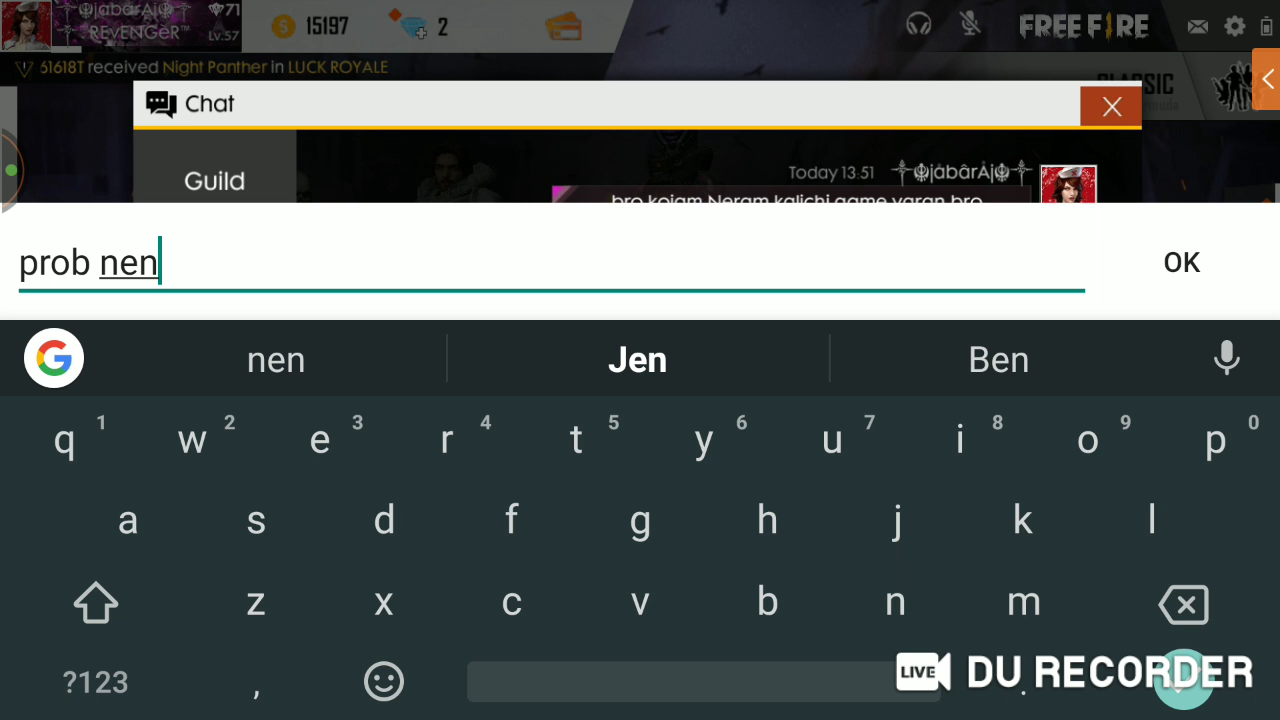 71
REvENGêR™
Lv.57
15197
2
FREE FIRE
61618T received Night Panther in LUCK ROYALE
CLASSIC
Chat
Guild
Today 13:51
bro kojam Neram kalichi game varan bro
prob nen
OK
nen
Jen
Ben
q 1 w 2 e 3 r 4 t 5 y 6 u 7 i 8 o 9 p 0
a s d f g h j k l
z x c v b n m
?123 , .
LIVE DU RECORDER